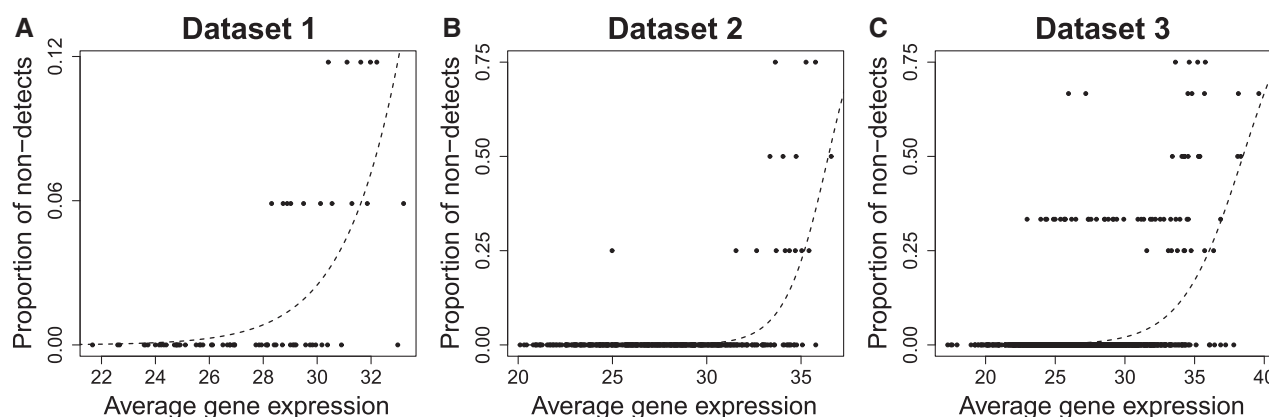 A Dataset 1
Proportion of non−detects
0.12
0.06
0.00
22 24 26 28 30 32
Average gene expression
B Dataset 2
Proportion of non−detects
0.75
0.50
0.25
0.00
20 25 30 35
Average gene expression
C Dataset 3
Proportion of non−detects
0.75
0.50
0.25
0.00
20 25 30 35 40
Average gene expression